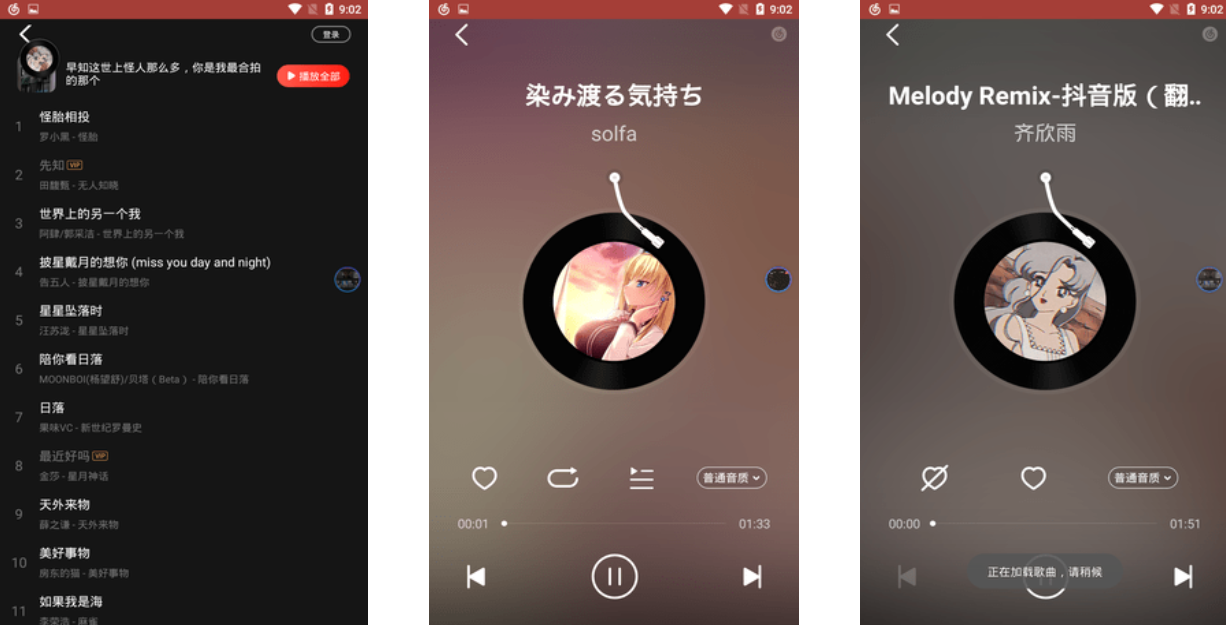 9:02
登录
早知这世上怪人那么多，你是我最合拍
的那个
播放全部
1
怪胎相投
罗小黑 - 怪胎
2
先知 VIP
田馥甄 - 无人知晓
3
世界上的另一个我
阿肆/郭采洁 - 世界上的另一个我
4
披星戴月的想你 (miss you day and night)
告五人 - 披星戴月的想你
5
星星坠落时
汪苏泷 - 星星坠落时
6
陪你看日落
MOONBOI(杨望舒)/贝塔（Beta） - 陪你看日落
7
日落
果味VC - 新世纪罗曼史
8
最近好吗 VIP
金莎 - 星月神话
9
天外来物
薛之谦 - 天外来物
10
美好事物
房东的猫 - 美好事物
11
如果我是海
李荣浩 - 麻雀
9:02
染み渡る気持ち
solfa
普通音质
00:01
01:33
9:02
Melody Remix-抖音版（翻..
齐欣雨
普通音质
00:00
01:51
正在加载歌曲，请稍候